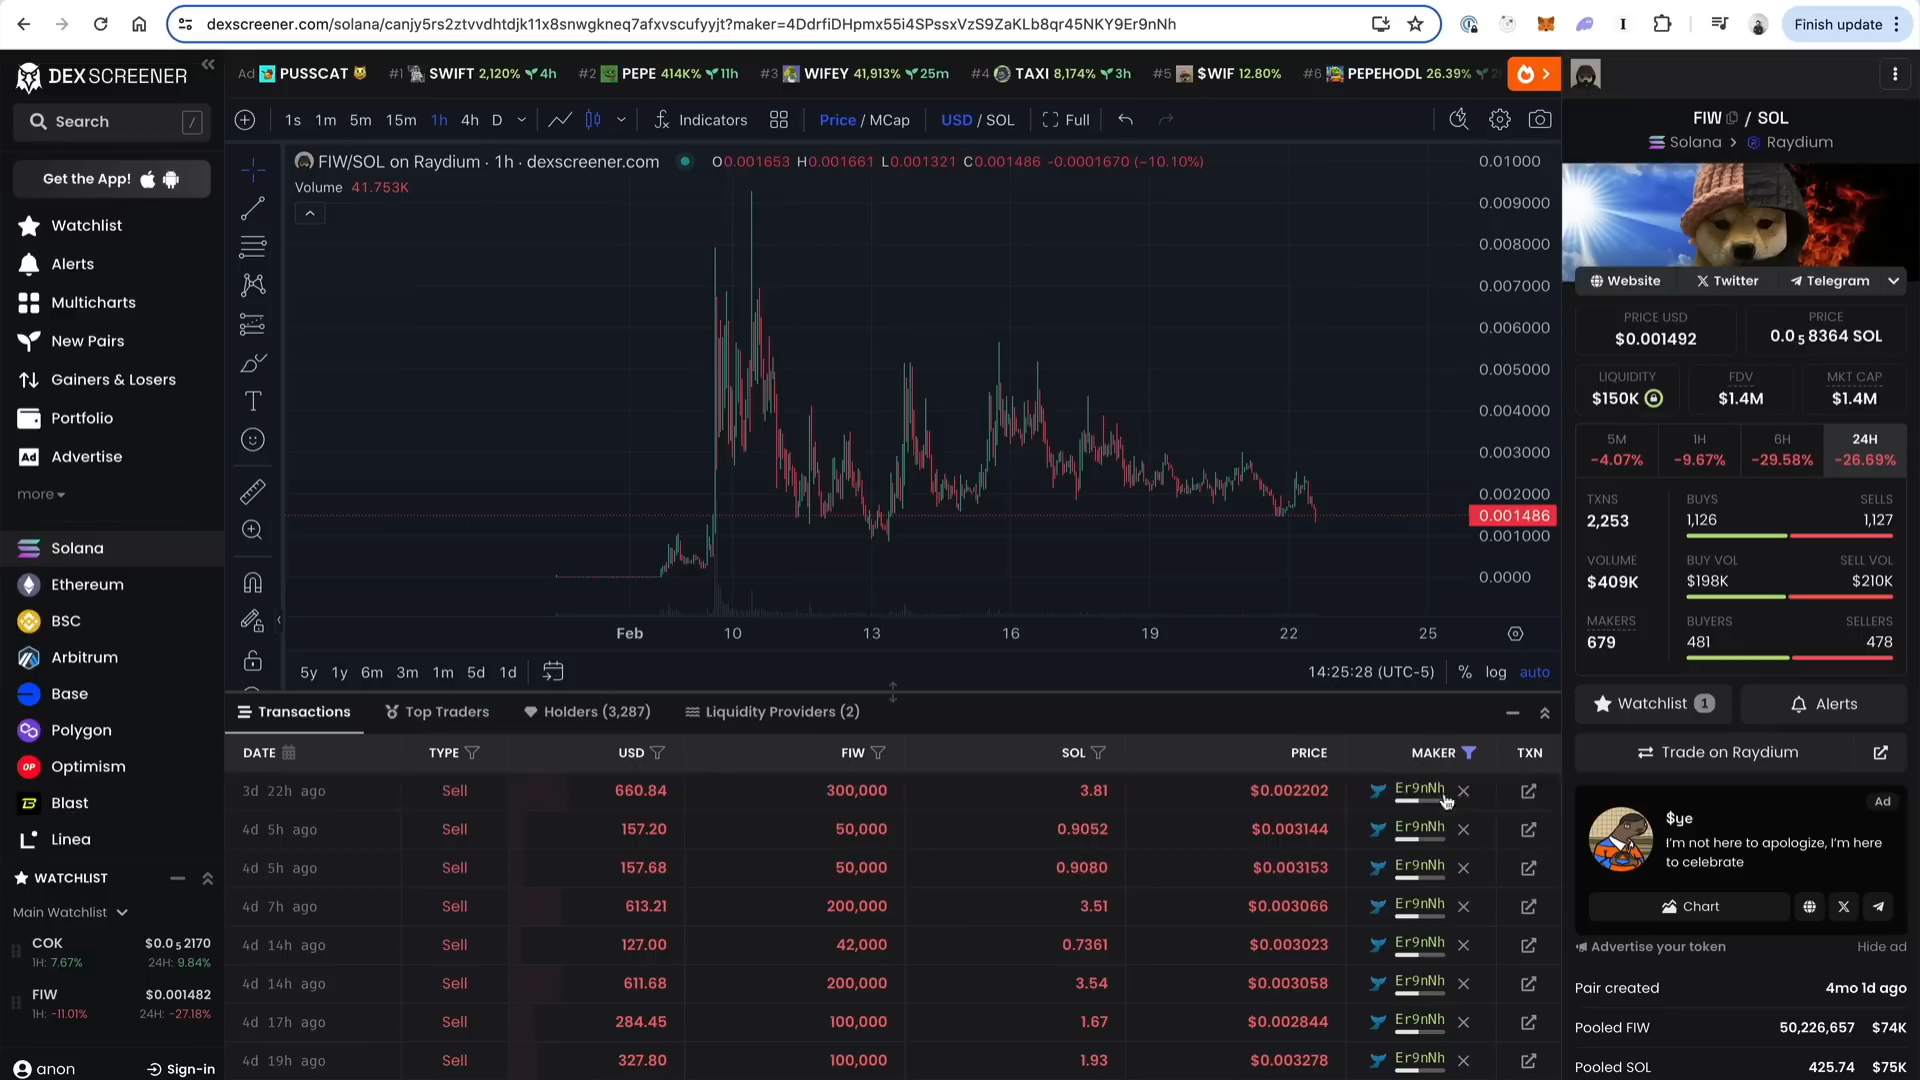 dexscreener.com/solana/canjy5rs2ztvvdhtdjk11x8snwgkneq7afxvscufyyjt?maker=4DdrfiDHpmx55i4SPssxVzS9ZaKLb8qr45NKY9Er9nNh
Finish update
DEX SCREENER
Search /
Get the App!
Watchlist
Alerts
Multicharts
New Pairs
Gainers & Losers
Portfolio
Ad Advertise
more
Solana
Ethereum
BSC
Arbitrum
Base
Polygon
OP Optimism
Blast
Linea
WATCHLIST
Main Watchlist
COK $0.0₅2170
1H: 7.67% 24H: 9.84%
FIW $0.001482
1H: -11.01% 24H: -27.18%
anon Sign-in
Ad PUSSCAT #1 SWIFT 2,120% 4h #2 PEPE 414K% 11h #3 WIFEY 41,913% 25m #4 TAXI 8,174% 3h #5 $WIF 12.80% #6 PEPEHODL 26.39%
1s 1m 5m 15m 1h 4h D Indicators Price / MCap USD / SOL Full
FIW/SOL on Raydium · 1h · dexscreener.com O0.001653 H0.001661 L0.001321 C0.001486 -0.0001670 (−10.10%)
Volume 41.753K
0.01000
0.009000
0.008000
0.007000
0.006000
0.005000
0.004000
0.003000
0.002000
0.001486
0.001000
0.0000
Feb 10 13 16 19 22 25
5y 1y 6m 3m 1m 5d 1d 14:25:28 (UTC-5) % log auto
Transactions Top Traders Holders (3,287) Liquidity Providers (2)
DATE TYPE USD FIW SOL PRICE MAKER TXN
3d 22h ago Sell 660.84 300,000 3.81 $0.002202 Er9nNh
4d 5h ago Sell 157.20 50,000 0.9052 $0.003144 Er9nNh
4d 5h ago Sell 157.68 50,000 0.9080 $0.003153 Er9nNh
4d 7h ago Sell 613.21 200,000 3.51 $0.003066 Er9nNh
4d 14h ago Sell 127.00 42,000 0.7361 $0.003023 Er9nNh
4d 14h ago Sell 611.68 200,000 3.54 $0.003058 Er9nNh
4d 17h ago Sell 284.45 100,000 1.67 $0.002844 Er9nNh
4d 19h ago Sell 327.80 100,000 1.93 $0.003278 Er9nNh
FIW / SOL
Solana > Raydium
Website Twitter Telegram
PRICE USD PRICE
$0.001492 0.0₅8364 SOL
LIQUIDITY FDV MKT CAP
$150K $1.4M $1.4M
5M 1H 6H 24H
-4.07% -9.67% -29.58% -26.69%
TXNS BUYS SELLS
2,253 1,126 1,127
VOLUME BUY VOL SELL VOL
$409K $198K $210K
MAKERS BUYERS SELLERS
679 481 478
Watchlist 1 Alerts
Trade on Raydium
Ad
$ye
I'm not here to apologize, I'm here
to celebrate
Chart
Advertise your token Hide ad
Pair created 4mo 1d ago
Pooled FIW 50,226,657 $74K
Pooled SOL 425.74 $75K